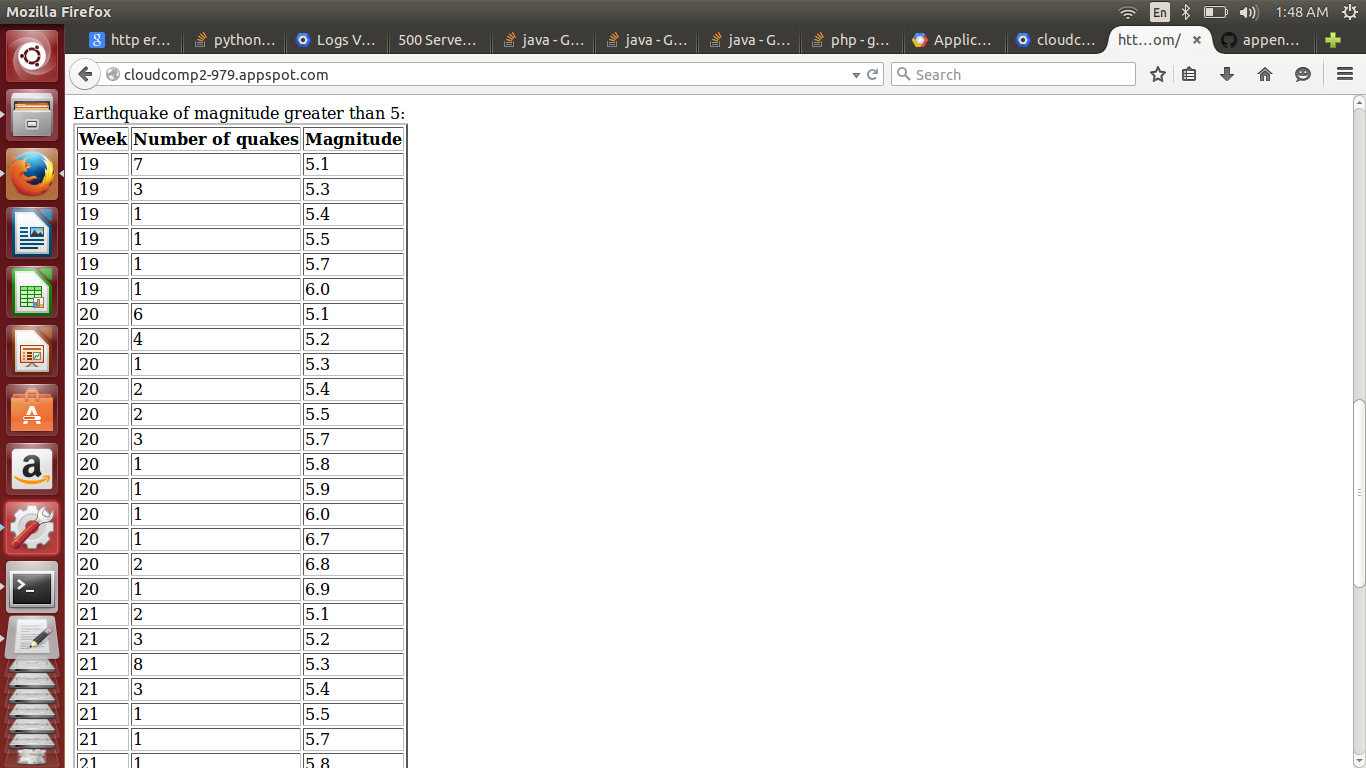 Mozilla Firefox En 1:48 AM
http er... python... Logs V... 500 Serve... java - G... java - G... java - G... php - g... Applic... cloudc... htt...om/ appen...
cloudcomp2-979.appspot.com Search
Earthquake of magnitude greater than 5:
Week Number of quakes Magnitude
19 7 5.1
19 3 5.3
19 1 5.4
19 1 5.5
19 1 5.7
19 1 6.0
20 6 5.1
20 4 5.2
20 1 5.3
20 2 5.4
20 2 5.5
20 3 5.7
20 1 5.8
20 1 5.9
20 1 6.0
20 1 6.7
20 2 6.8
20 1 6.9
21 2 5.1
21 3 5.2
21 8 5.3
21 3 5.4
21 1 5.5
21 1 5.7
21 1 5.8